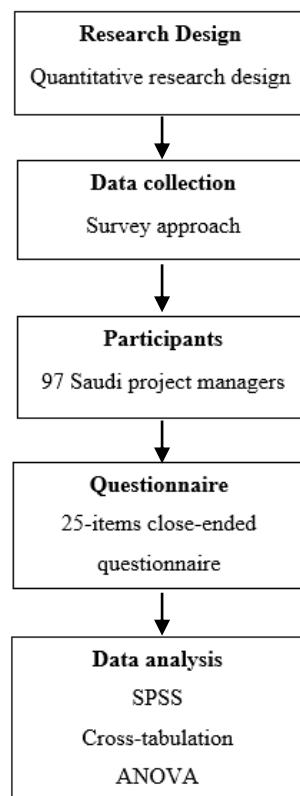 Research Design
Quantitative research design
Data collection
Survey approach
Participants
97 Saudi project managers
Questionnaire
25-items close-ended
questionnaire
Data analysis
SPSS
Cross-tabulation
ANOVA